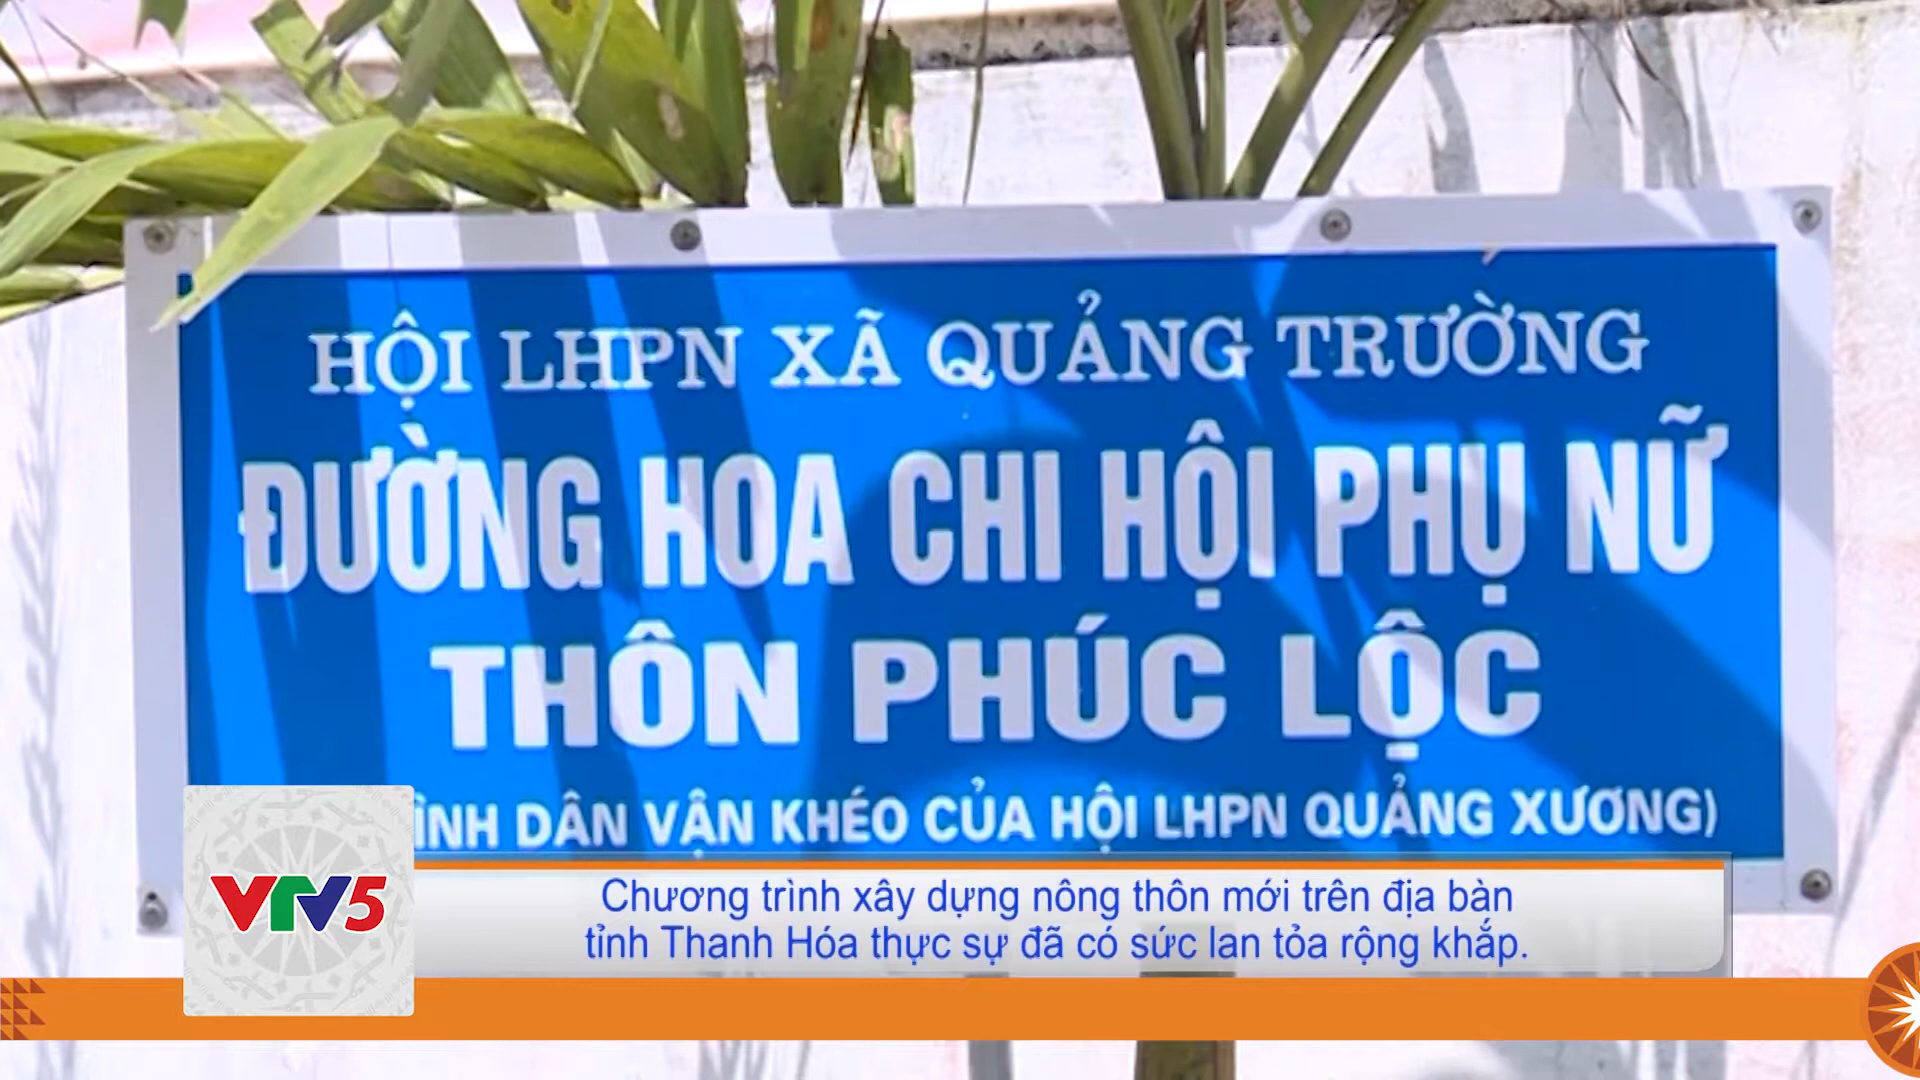 HỘI LHPN XÃ QUẢNG TRƯỜNG
ĐƯỜNG HOA CHI HỘI PHỤ NỮ
THÔN PHÚC LỘC
DÂN VẬN KHÉO CỦA HỘI LHPN QUẢNG XƯƠNG)
VTV5
Chương trình xây dựng nông thôn mới trên địa bàn
tỉnh Thanh Hóa thực sự đã có sức lan tỏa rộng khắp.